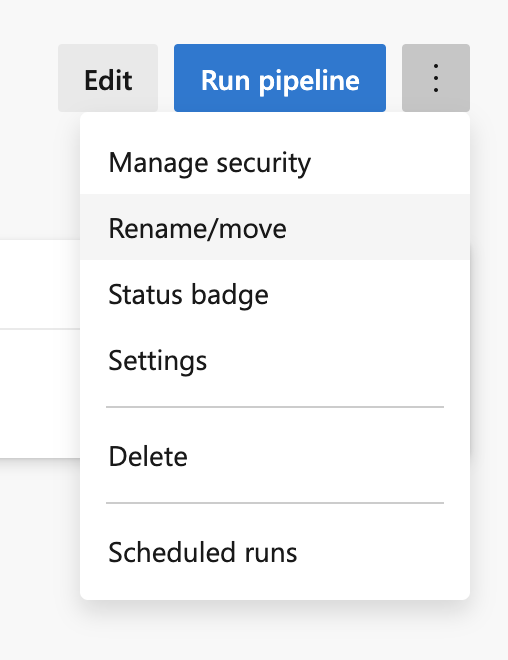 Edit
Run pipeline
Manage security
Rename/move
Status badge
Settings
Delete
Scheduled runs